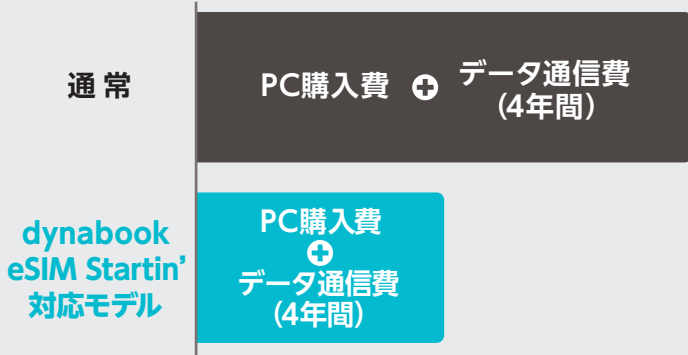 通常
PC購入費 + データ通信費
(4年間)
dynabook
eSIM Startin’
対応モデル
PC購入費
+
データ通信費
(4年間)